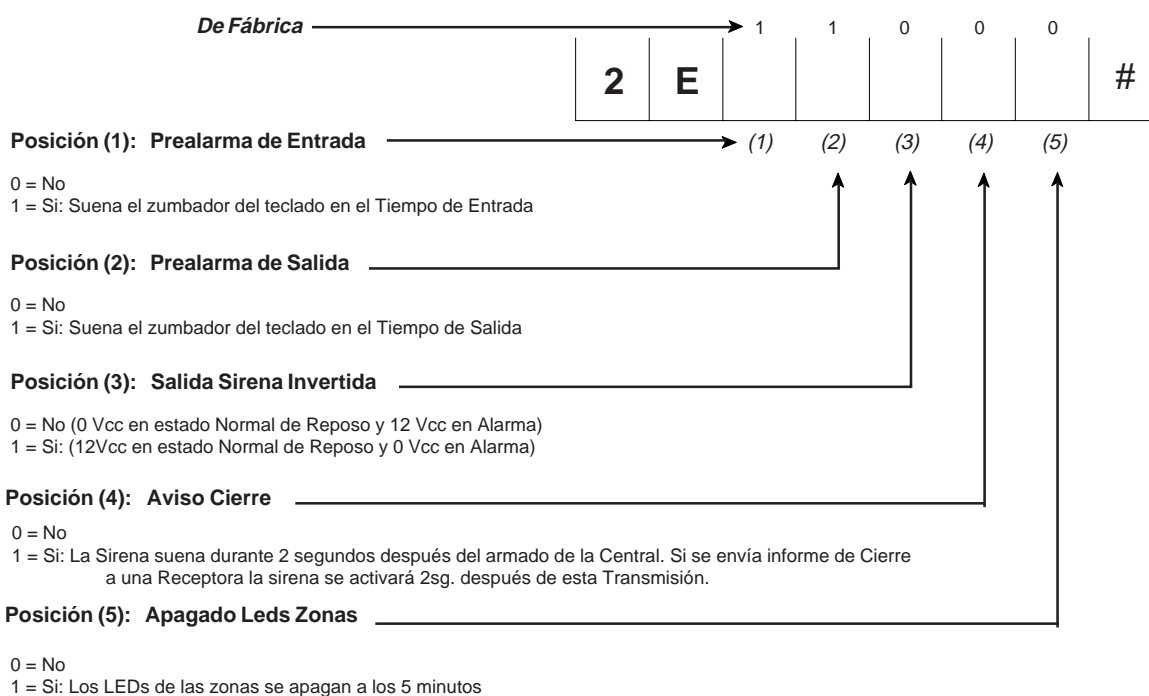 De Fábrica 1 1 0 0 0
2 E #
Posición (1): Prealarma de Entrada (1) (2) (3) (4) (5)
0 = No
1 = Si: Suena el zumbador del teclado en el Tiempo de Entrada
Posición (2): Prealarma de Salida
0 = No
1 = Si: Suena el zumbador del teclado en el Tiempo de Salida
Posición (3): Salida Sirena Invertida
0 = No (0 Vcc en estado Normal de Reposo y 12 Vcc en Alarma)
1 = Si: (12Vcc en estado Normal de Reposo y 0 Vcc en Alarma)
Posición (4): Aviso Cierre
0 = No
1 = Si: La Sirena suena durante 2 segundos después del armado de la Central. Si se envía informe de Cierre
a una Receptora la sirena se activará 2sg. después de esta Transmisión.
Posición (5): Apagado Leds Zonas
0 = No
1 = Si: Los LEDs de las zonas se apagan a los 5 minutos